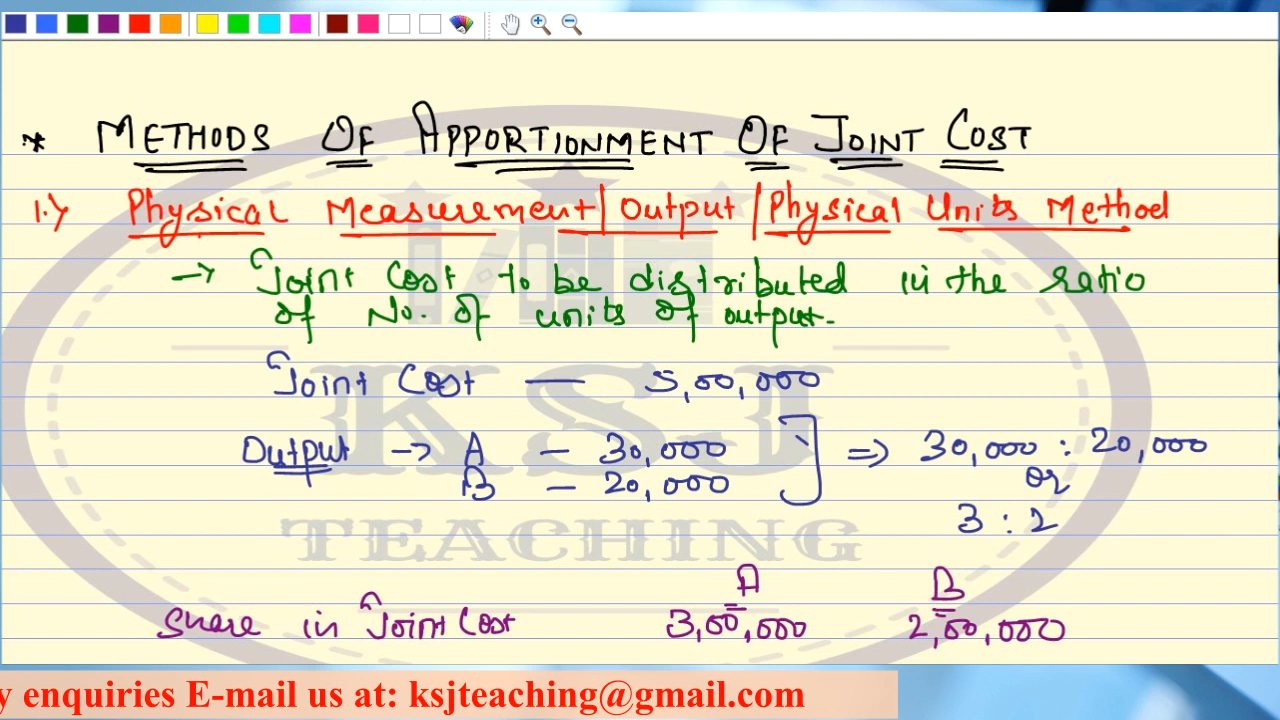 * METHODS OF APPORTIONMENT OF JOINT COST
1.) Physical Measurement | Output | Physical Units Method
→ Joint Cost to be distributed in the ratio
of No. of units of output.
Joint Cost — 5,00,000
Output → A — 30,000
B — 20,000
⇒ 30,000 : 20,000
or
3 : 2
A B
Share in Joint Cost 3,00,000 2,00,000
KSJ
TEACHING
y enquiries E-mail us at: ksjteaching@gmail.com